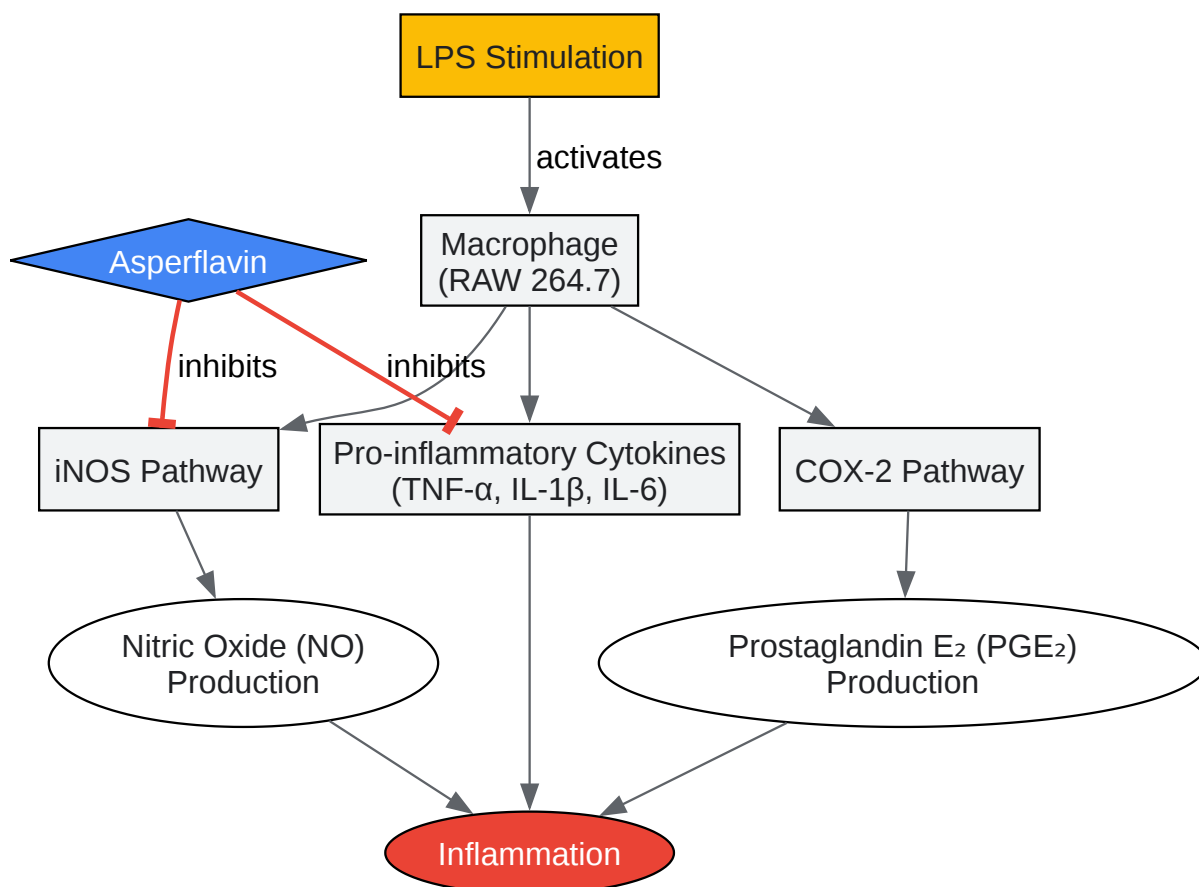 LPS Stimulation
activates
Macrophage
(RAW 264.7)
Asperflavin
inhibits
inhibits
iNOS Pathway
Pro-inflammatory Cytokines
(TNF-α, IL-1β, IL-6)
COX-2 Pathway
Nitric Oxide (NO)
Production
Prostaglandin E₂ (PGE₂)
Production
Inflammation